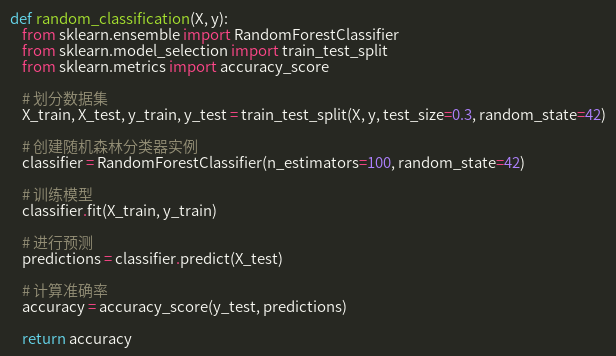 def random_classification(X, y):
    from sklearn.ensemble import RandomForestClassifier
    from sklearn.model_selection import train_test_split
    from sklearn.metrics import accuracy_score

    # 划分数据集
    X_train, X_test, y_train, y_test = train_test_split(X, y, test_size=0.3, random_state=42)

    # 创建随机森林分类器实例
    classifier = RandomForestClassifier(n_estimators=100, random_state=42)

    # 训练模型
    classifier.fit(X_train, y_train)

    # 进行预测
    predictions = classifier.predict(X_test)

    # 计算准确率
    accuracy = accuracy_score(y_test, predictions)

    return accuracy